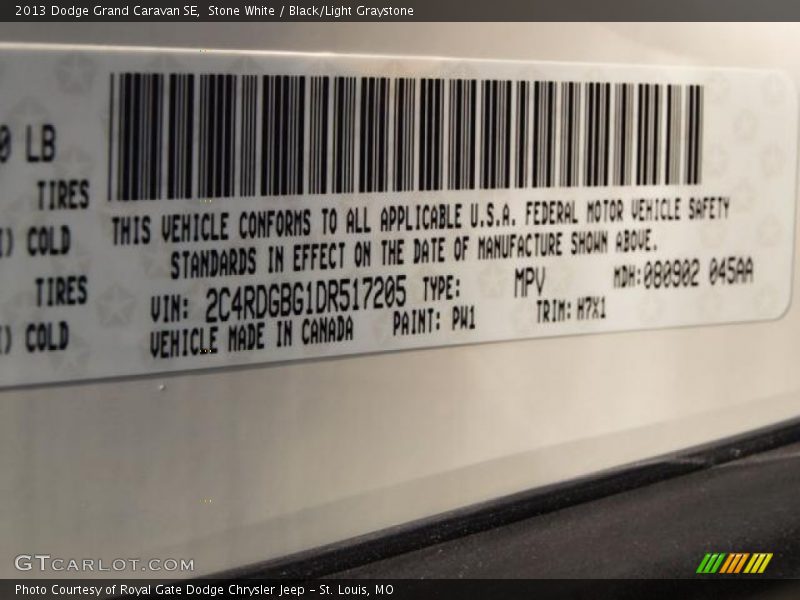 2013 Dodge Grand Caravan SE,  Stone White / Black/Light Graystone
0 LB
TIRES
) COLD
TIRES
) COLD
THIS VEHICLE CONFORMS TO ALL APPLICABLE U.S.A. FEDERAL MOTOR VEHICLE SAFETY
STANDARDS IN EFFECT ON THE DATE OF MANUFACTURE SHOWN ABOVE.
VIN: 2C4RDGBG1DR517205 TYPE: MPV MDH:080902 045AA
VEHICLE MADE IN CANADA PAINT: PW1 TRIM: H7X1
GTCARLOT.COM
Photo Courtesy of Royal Gate Dodge Chrysler Jeep – St. Louis, MO